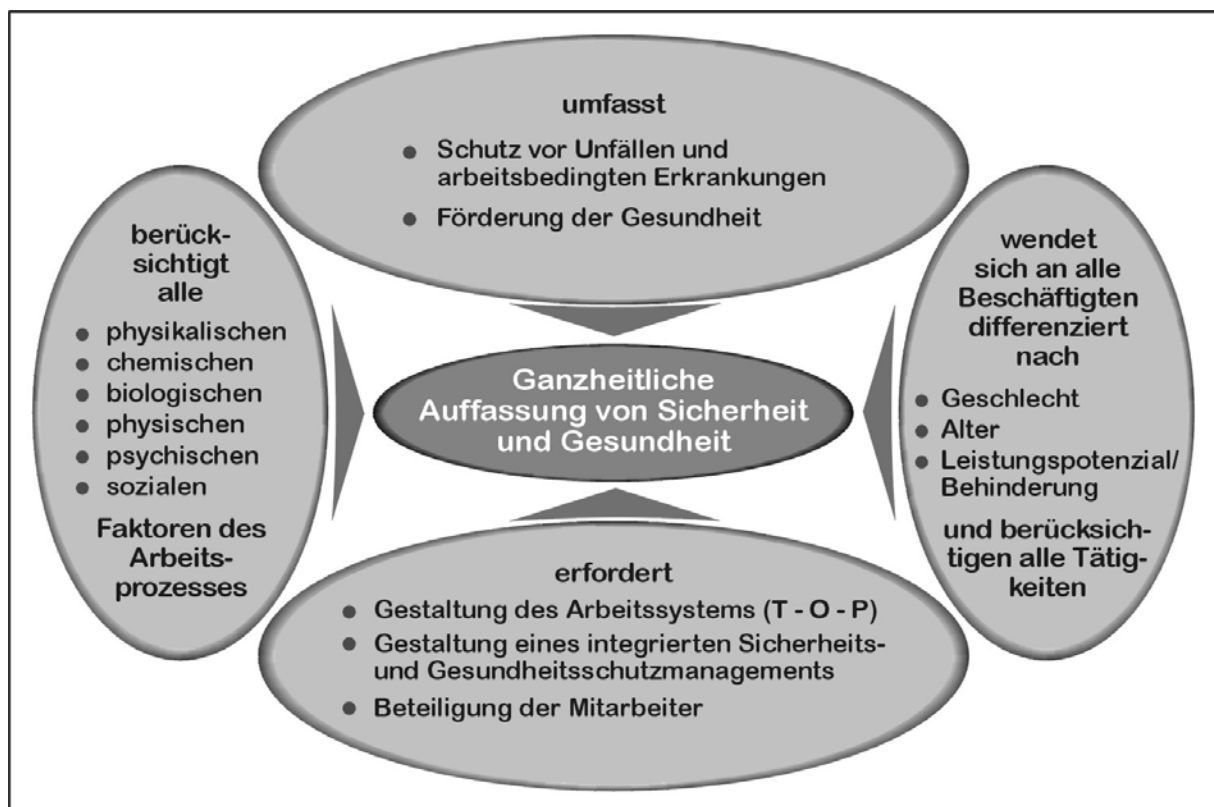 umfasst
● Schutz vor Unfällen und
arbeitsbedingten Erkrankungen
● Förderung der Gesundheit
berück-
sichtigt
alle
● physikalischen
● chemischen
● biologischen
● physischen
● psychischen
● sozialen
Faktoren des
Arbeits-
prozesses
Ganzheitliche
Auffassung von Sicherheit
und Gesundheit
wendet
sich an alle
Beschäftigten
differenziert
nach
● Geschlecht
● Alter
● Leistungspotenzial/
Behinderung
und berücksich-
tigen alle Tätig-
keiten
erfordert
● Gestaltung des Arbeitssystems (T - O - P)
● Gestaltung eines integrierten Sicherheits-
und Gesundheitsschutzmanagements
● Beteiligung der Mitarbeiter